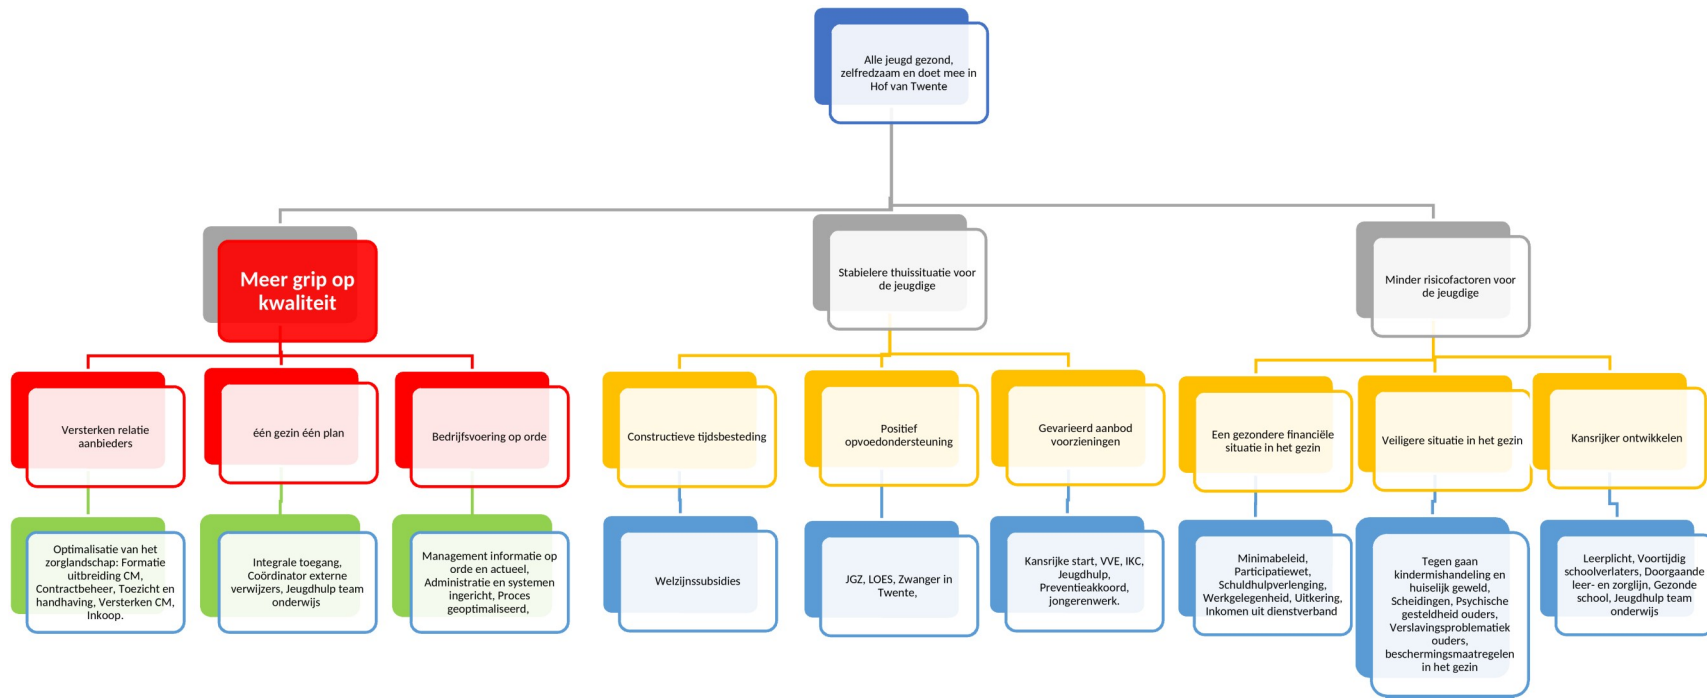 Alle jeugd gezond,
zelfredzaam en doet mee in
Hof van Twente
Meer grip op
kwaliteit
Stabielere thuissituatie voor
de jeugdige
Minder risicofactoren voor
de jeugdige
Versterken relatie
aanbieders
één gezin één plan
Bedrijfsvoering op orde
Constructieve tijdsbesteding
Positief
opvoedondersteuning
Gevarieerd aanbod
voorzieningen
Een gezondere financiële
situatie in het gezin
Veiligere situatie in het gezin
Kansrijker ontwikkelen
Optimalisatie van het
zorglandschap: Formatie
uitbreiding CM,
Contractbeheer, Toezicht en
handhaving, Versterken CM,
Inkoop.
Integrale toegang,
Coördinator externe
verwijzers, Jeugdhulp team
onderwijs
Management informatie op
orde en actueel,
Administratie en systemen
ingericht, Proces
geoptimaliseerd,
Welzijnssubsidies
JGZ, LOES, Zwanger in
Twente,
Kansrijke start, VVE, IKC,
Jeugdhulp,
Preventieakkoord,
jongerenwerk.
Minimabeleid,
Participatiewet,
Schuldhulpverlenging,
Werkgelegenheid, Uitkering,
Inkomen uit dienstverband
Tegen gaan
kindermishandeling en
huiselijk geweld,
Scheidingen, Psychische
gesteldheid ouders,
Verslavingsproblematiek
ouders,
beschermingsmaatregelen
in het gezin
Leerplicht, Voortijdig
schoolverlaters, Doorgaande
leer- en zorglijn, Gezonde
school, Jeugdhulp team
onderwijs